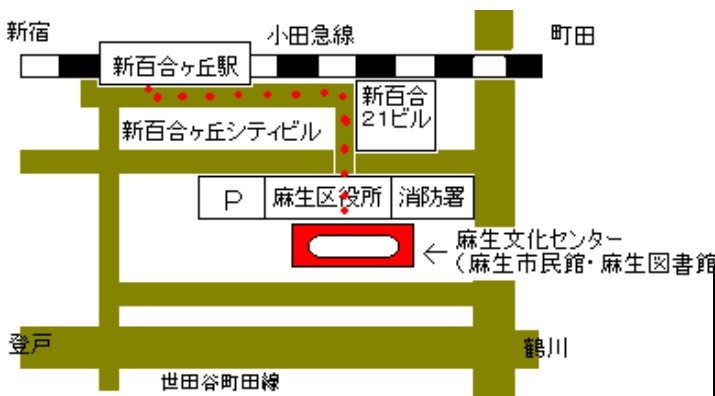 新宿
小田急線
町田
新百合ヶ丘駅
新百合
21ビル
新百合ヶ丘シティビル
P
麻生区役所
消防署
←麻生文化センター
（麻生市民館・麻生図書館
登戸
鶴川
世田谷町田線